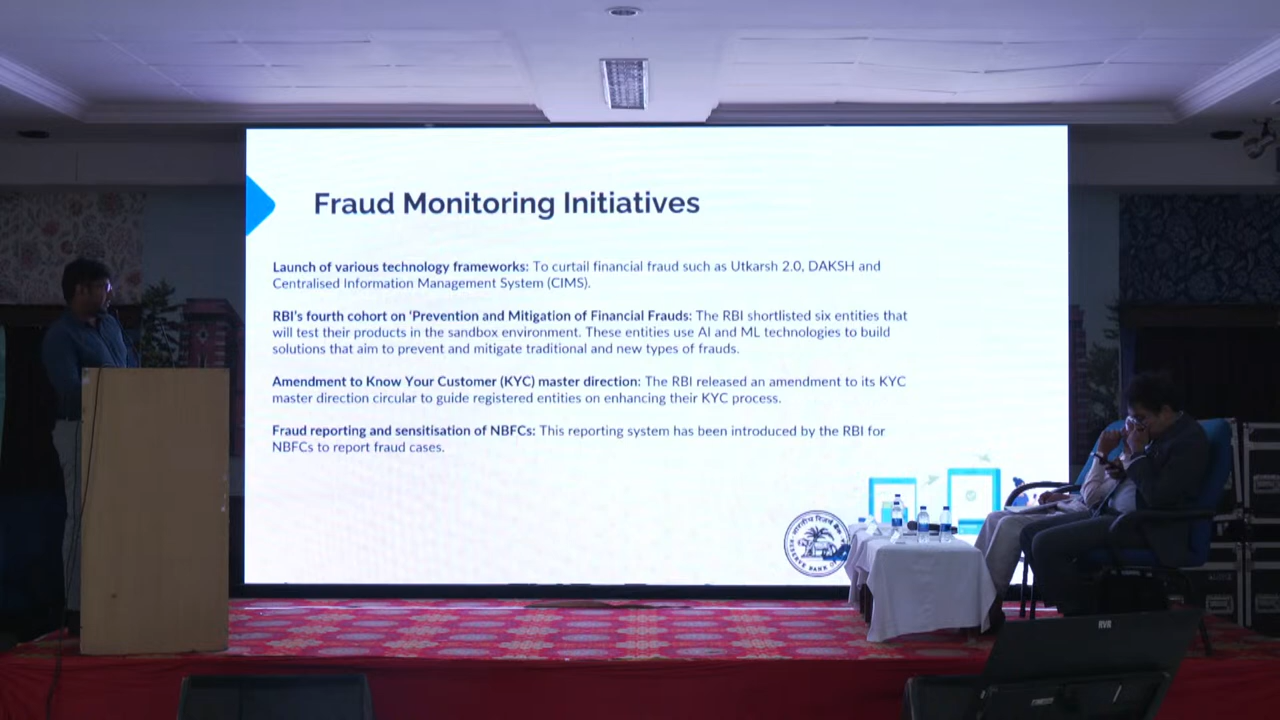 Fraud Monitoring Initiatives
Launch of various technology frameworks: To curtail financial fraud such as Utkarsh 2.0, DAKSH and
Centralised Information Management System (CIMS).
RBI's fourth cohort on 'Prevention and Mitigation of Financial Frauds: The RBI shortlisted six entities that
will test their products in the sandbox environment. These entities use AI and ML technologies to build
solutions that aim to prevent and mitigate traditional and new types of frauds.
Amendment to Know Your Customer (KYC) master direction: The RBI released an amendment to its KYC
master direction circular to guide registered entities on enhancing their KYC process.
Fraud reporting and sensitisation of NBFCs: This reporting system has been introduced by the RBI for
NBFCs to report fraud cases.
भारतीय रिज़र्व बैंक
RESERVE BANK
RVR